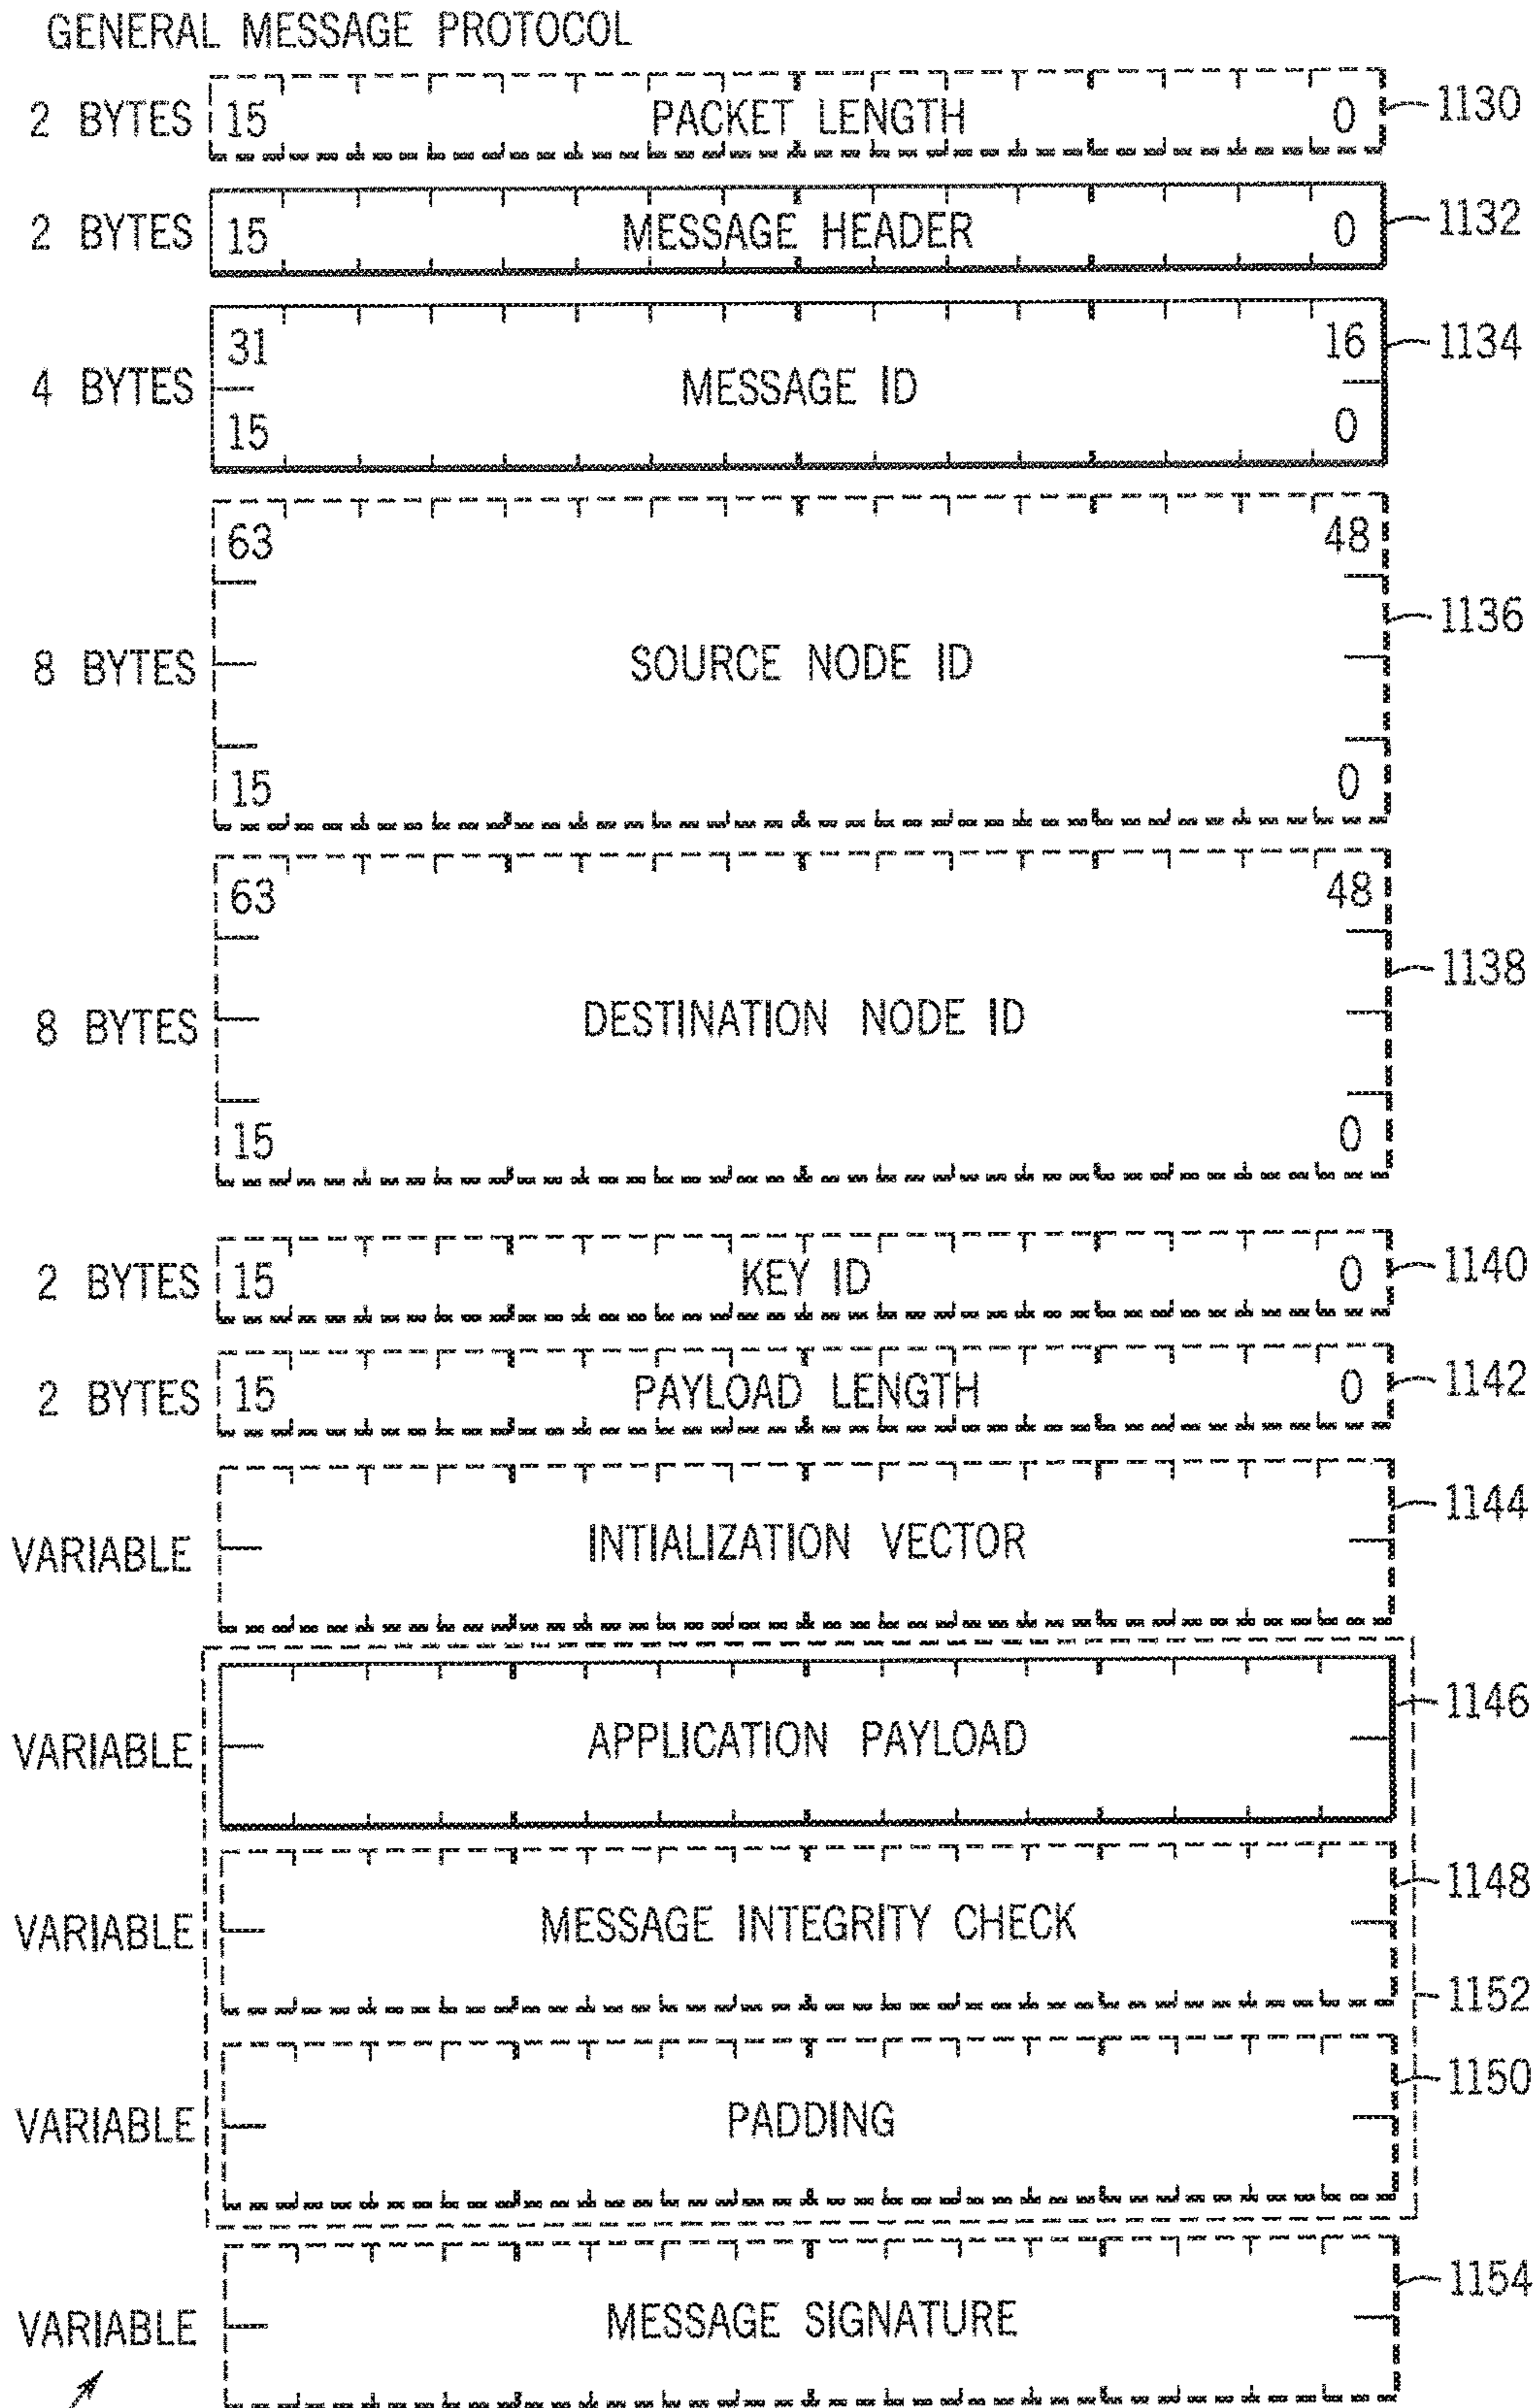 GENERAL MESSAGE PROTOCOL
2 BYTES 15 PACKET LENGTH 0 1130
2 BYTES 15 MESSAGE HEADER 0 1132
31 16 1134
4 BYTES MESSAGE ID
15 0
63 48
1136
8 BYTES SOURCE NODE ID
15 0
63 48
1138
8 BYTES DESTINATION NODE ID
15 0
2 BYTES 15 KEY ID 0 1140
2 BYTES 15 PAYLOAD LENGTH 0 1142
1144
VARIABLE INTIALIZATION VECTOR
1146
VARIABLE APPLICATION PAYLOAD
1148
VARIABLE MESSAGE INTEGRITY CHECK
1152
1150
VARIABLE PADDING
1154
VARIABLE MESSAGE SIGNATURE